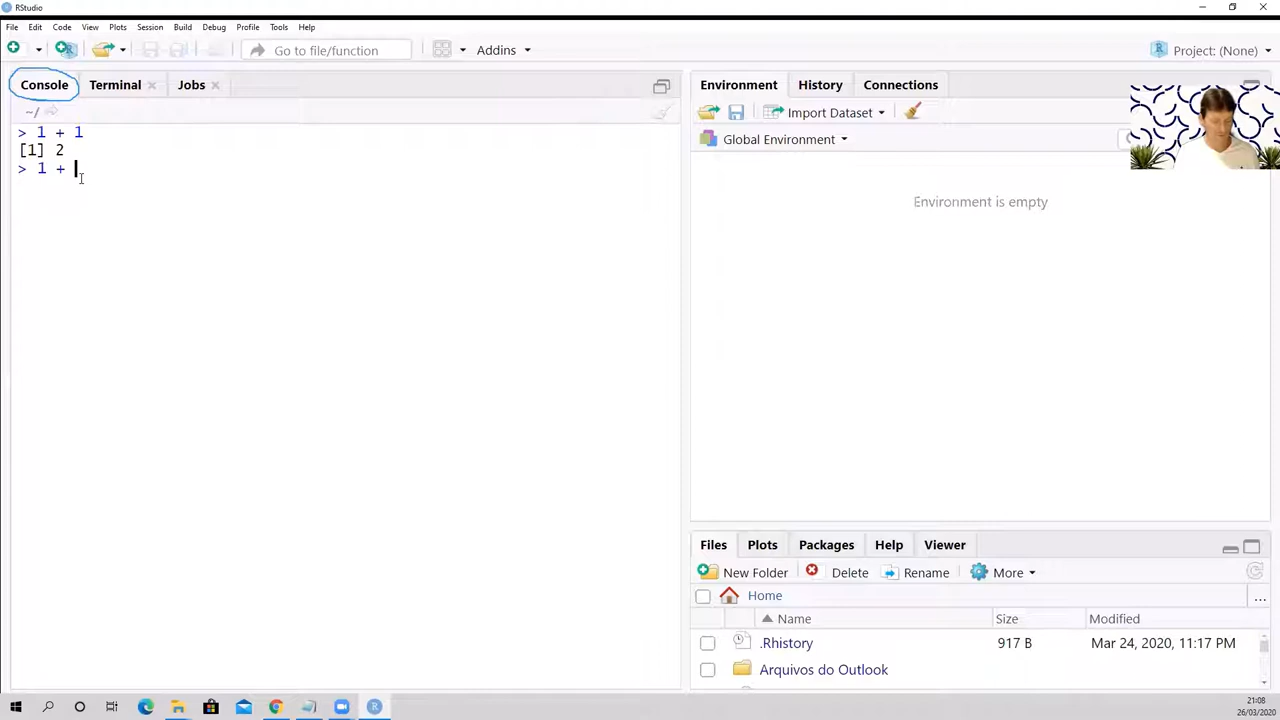 RStudio
File Edit Code View Plots Session Build Debug Profile Tools Help
Go to file/function Addins Project: (None)
Console Terminal Jobs
~/
> 1 + 1
[1] 2
> 1 +
Environment History Connections
Import Dataset
Global Environment
Environment is empty
Files Plots Packages Help Viewer
New Folder Delete Rename More
Home ...
Name Size Modified
.Rhistory 917 B Mar 24, 2020, 11:17 PM
Arquivos do Outlook
21:08
26/03/2020